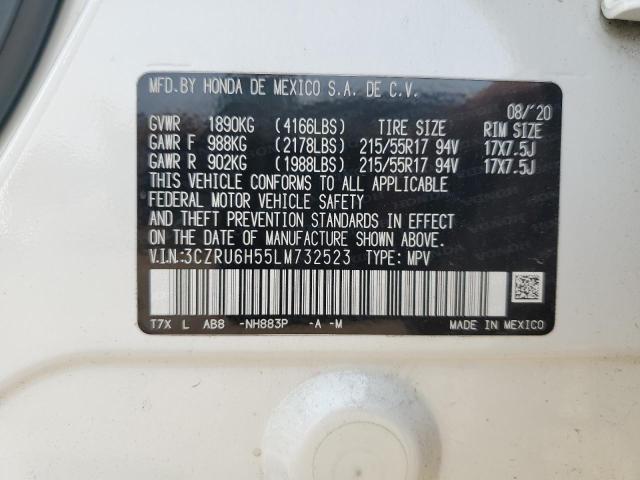 MFD.BY HONDA DE MEXICO S.A. DE C.V.
08/'20
GVWR 1890KG (4166LBS) TIRE SIZE RIM SIZE
GAWR F 988KG (2178LBS) 215/55R17 94V 17X7.5J
GAWR R 902KG (1988LBS) 215/55R17 94V 17X7.5J
THIS VEHICLE CONFORMS TO ALL APPLICABLE
FEDERAL MOTOR VEHICLE SAFETY
AND THEFT PREVENTION STANDARDS IN EFFECT
ON THE DATE OF MANUFACTURE SHOWN ABOVE.
V.I.N.:3CZRU6H55LM732523 TYPE: MPV
T7X L AB8 -NH883P -A -M MADE IN MEXICO